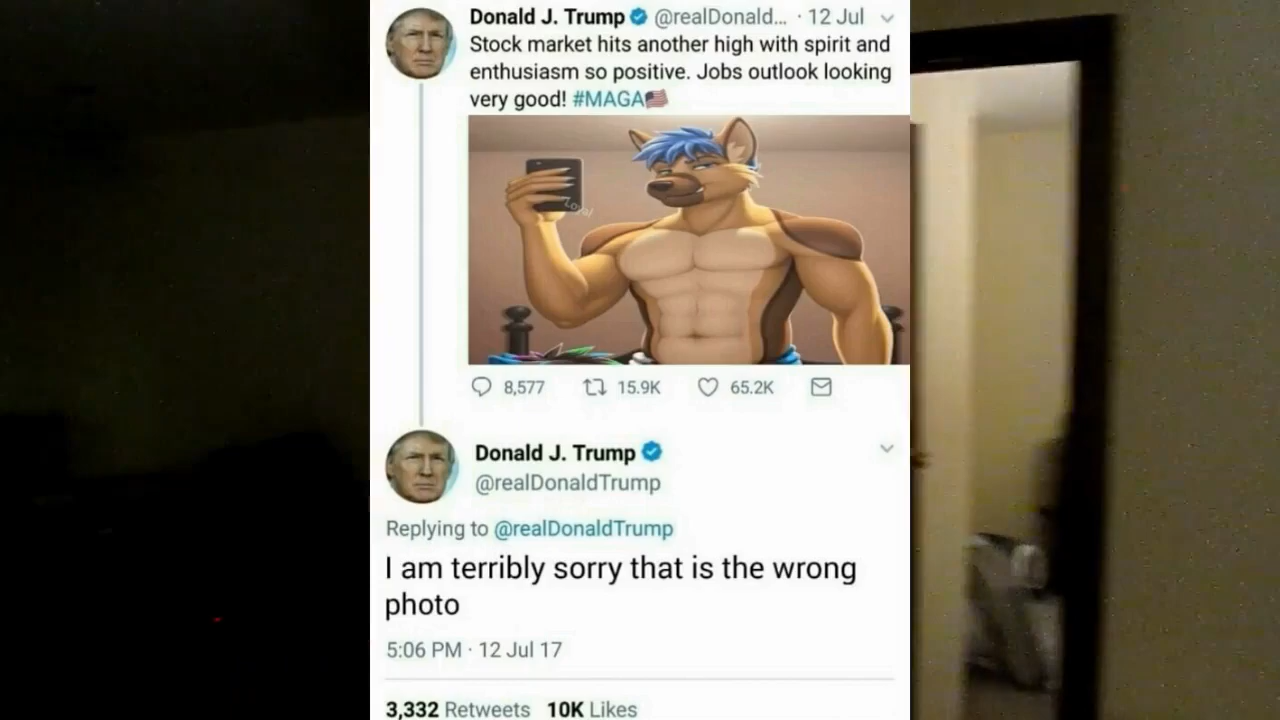 Donald J. Trump @realDonald... · 12 Jul
Stock market hits another high with spirit and
enthusiasm so positive. Jobs outlook looking
very good! #MAGA🇺🇸
8,577 15.9K 65.2K
Donald J. Trump
@realDonaldTrump
Replying to @realDonaldTrump
I am terribly sorry that is the wrong
photo
5:06 PM · 12 Jul 17
3,332 Retweets 10K Likes